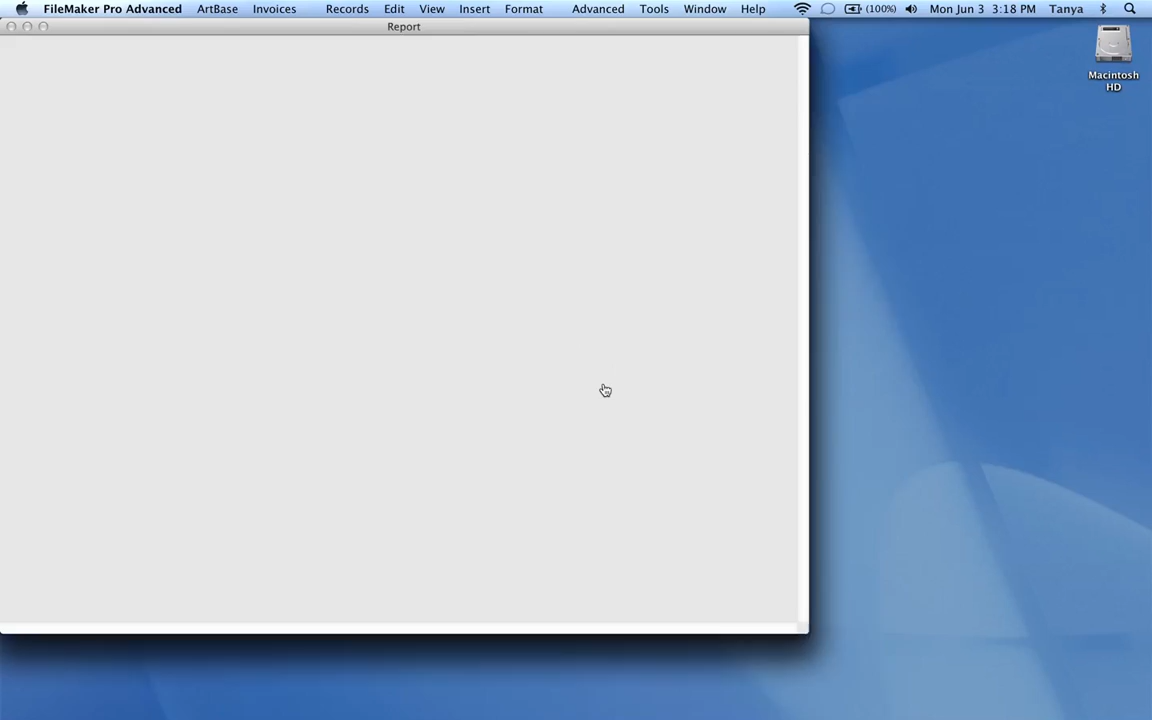 FileMaker Pro Advanced ArtBase Invoices Records Edit View Insert Format Advanced Tools Window Help (100%) Mon Jun 3 3:18 PM Tanya
Report
Macintosh
HD